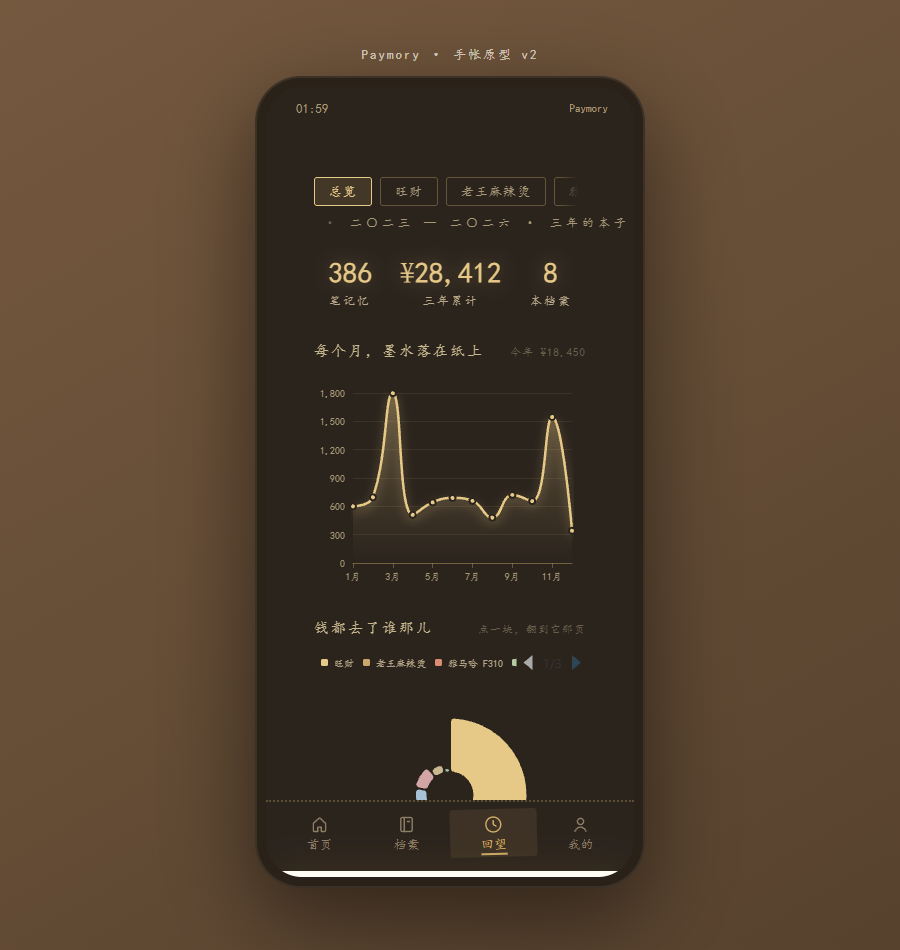 Paymory • 手帐原型 v2
01:59 Paymory
总览 旺财 老王麻辣烫
• 二〇二三 — 二〇二六 • 三年的本子
386 ¥28,412 8
笔记忆 三年累计 本档案
每个月，墨水落在纸上 今年 ¥18,450
1,800
1,500
1,200
900
600
300
0
1月 3月 5月 7月 9月 11月
钱都去了谁那儿 点一块，翻到它那页
旺财 老王麻辣烫 雅马哈 F310 1/3
首页 档案 回望 我的